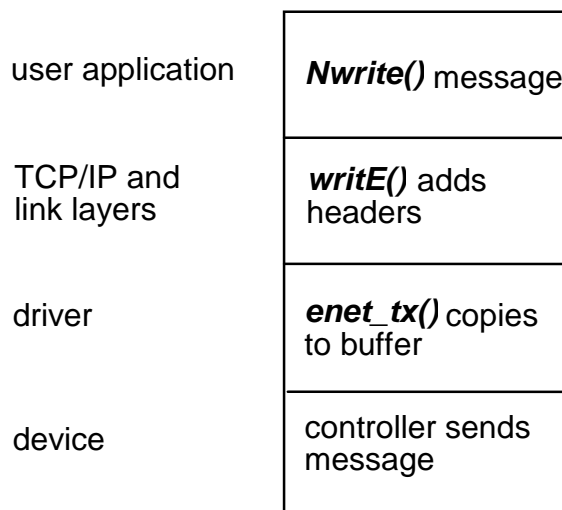 user application
Nwrite() message
TCP/IP and
link layers
writE() adds
headers
driver
enet_tx() copies
to buffer
device
controller sends
message